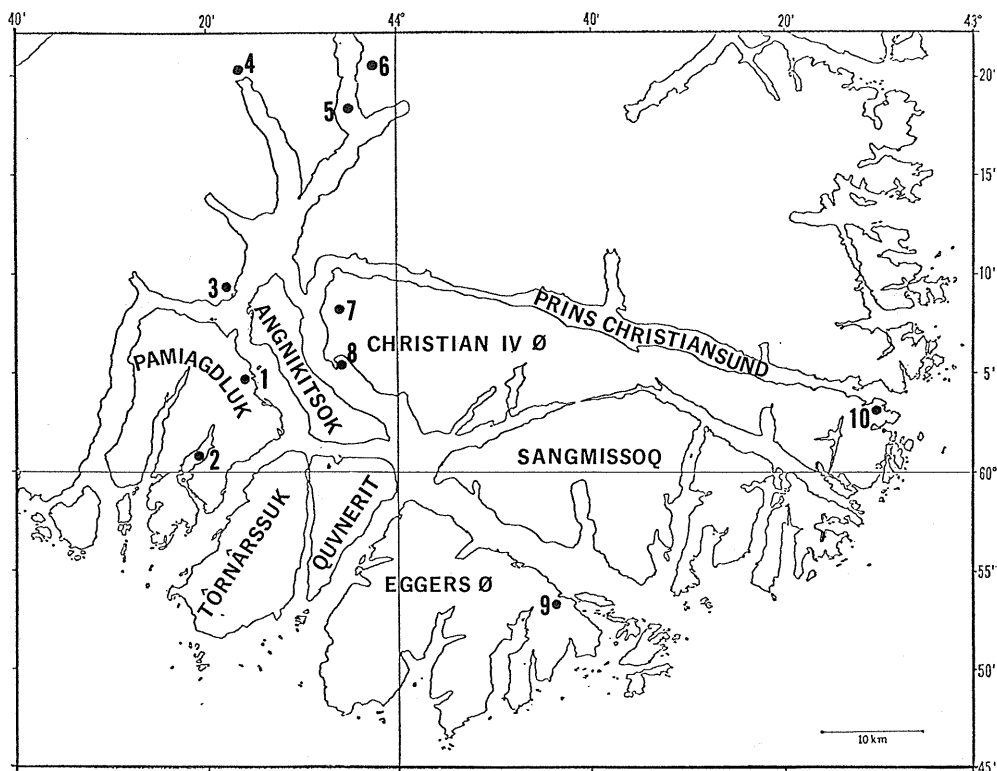 40' 20' 44° 40' 20' 43°
4
6
20'
5
15'
3
10'
7
ANGNIKITSOK
PRINS CHRISTIANSUND
CHRISTIAN IV Ø
8
PAMIAGDLUK
1
5'
10
2
SANGMISSOQ
60°
TÔRNÂRSSUK
QUVNERIT
55'
EGGERS Ø
9
50'
10 km
45'